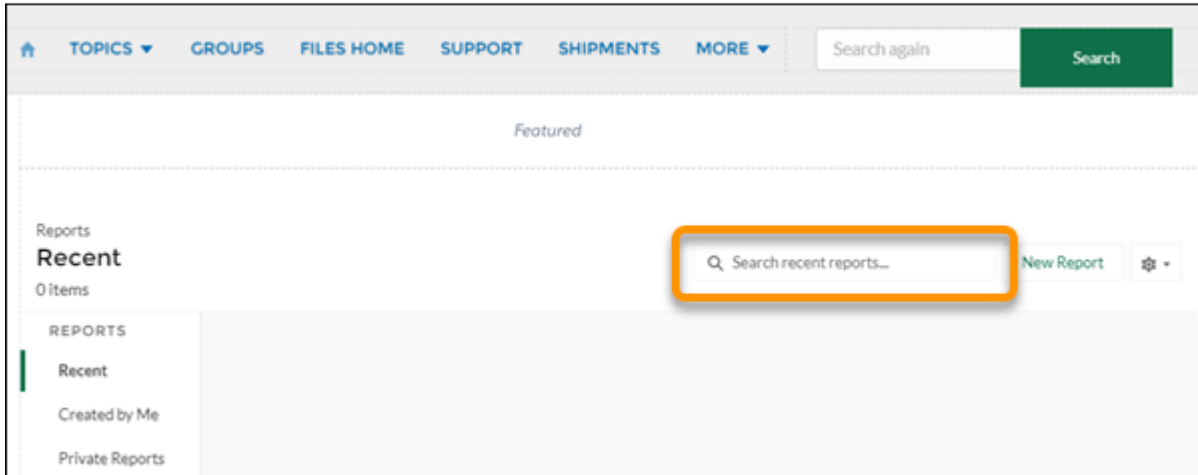 TOPICS GROUPS FILES HOME SUPPORT SHIPMENTS MORE Search again Search
Featured
Reports
Recent
0 items
Search recent reports... New Report
REPORTS
Recent
Created by Me
Private Reports